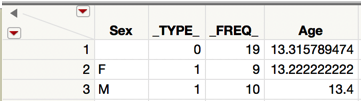 Sex _TYPE_ _FREQ_ Age
1 0 19 13.315789474
2 F 1 9 13.222222222
3 M 1 10 13.4